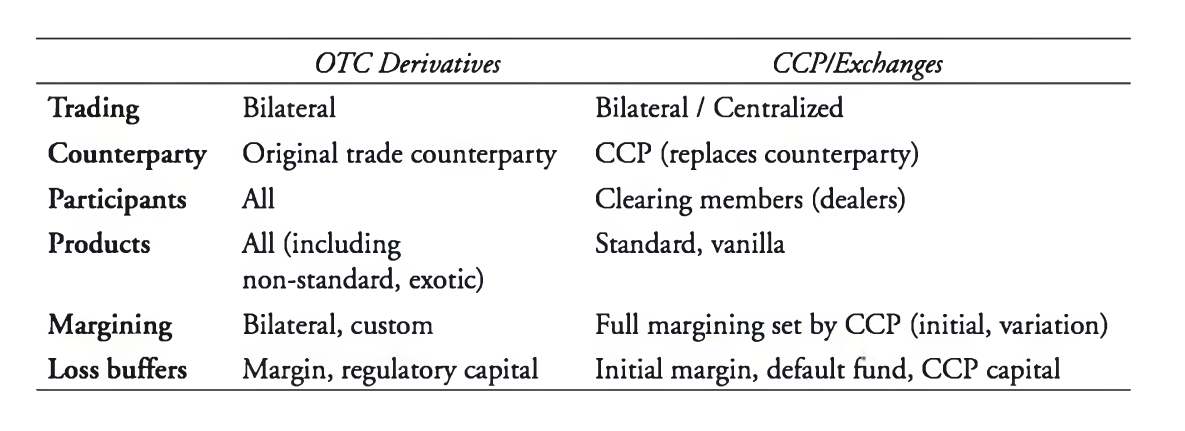 OTC Derivatives CCP/Exchanges
Trading Bilateral Bilateral / Centralized
Counterparty Original trade counterparty CCP (replaces counterparty)
Participants All Clearing members (dealers)
Products All (including Standard, vanilla
non-standard, exotic)
Margining Bilateral, custom Full margining set by CCP (initial, variation)
Loss buffers Margin, regulatory capital Initial margin, default fund, CCP capital